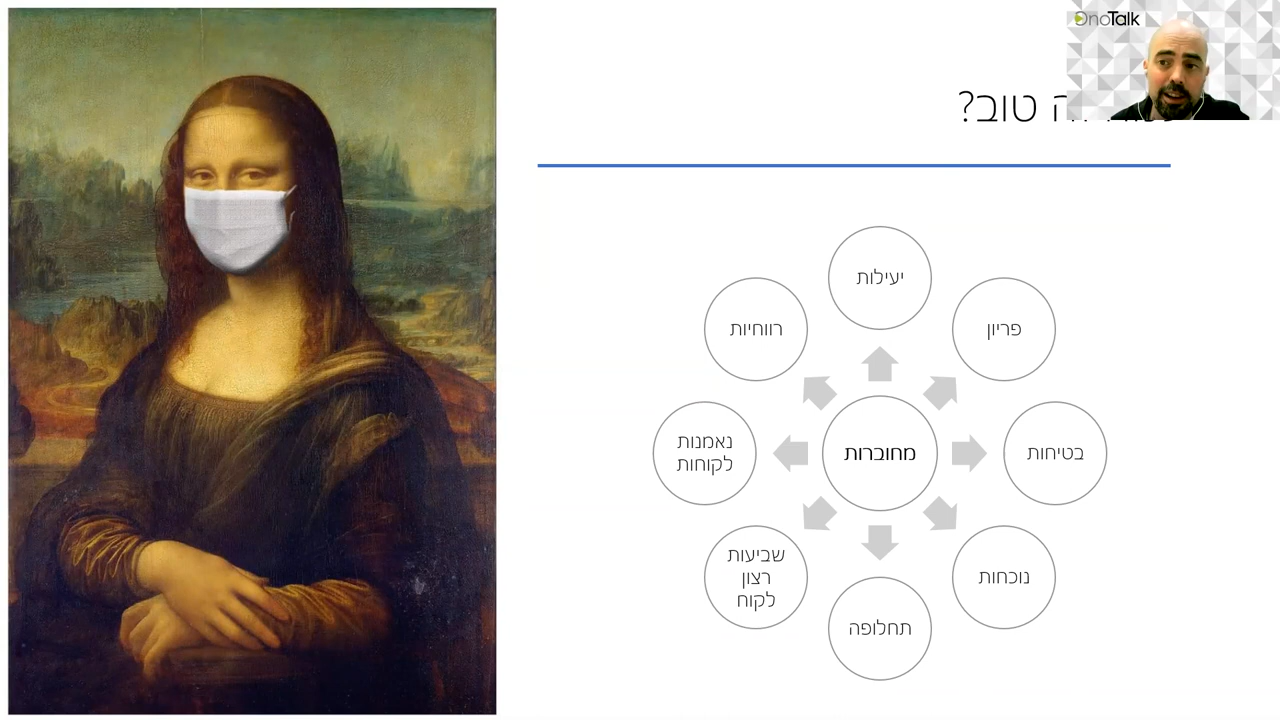 OnoTalk
טוב?
יעילות
פריון
בטיחות
נוכחות
תחלופה
שביעות
רצון
לקוח
נאמנות
לקוחות
רווחיות
מחוברות